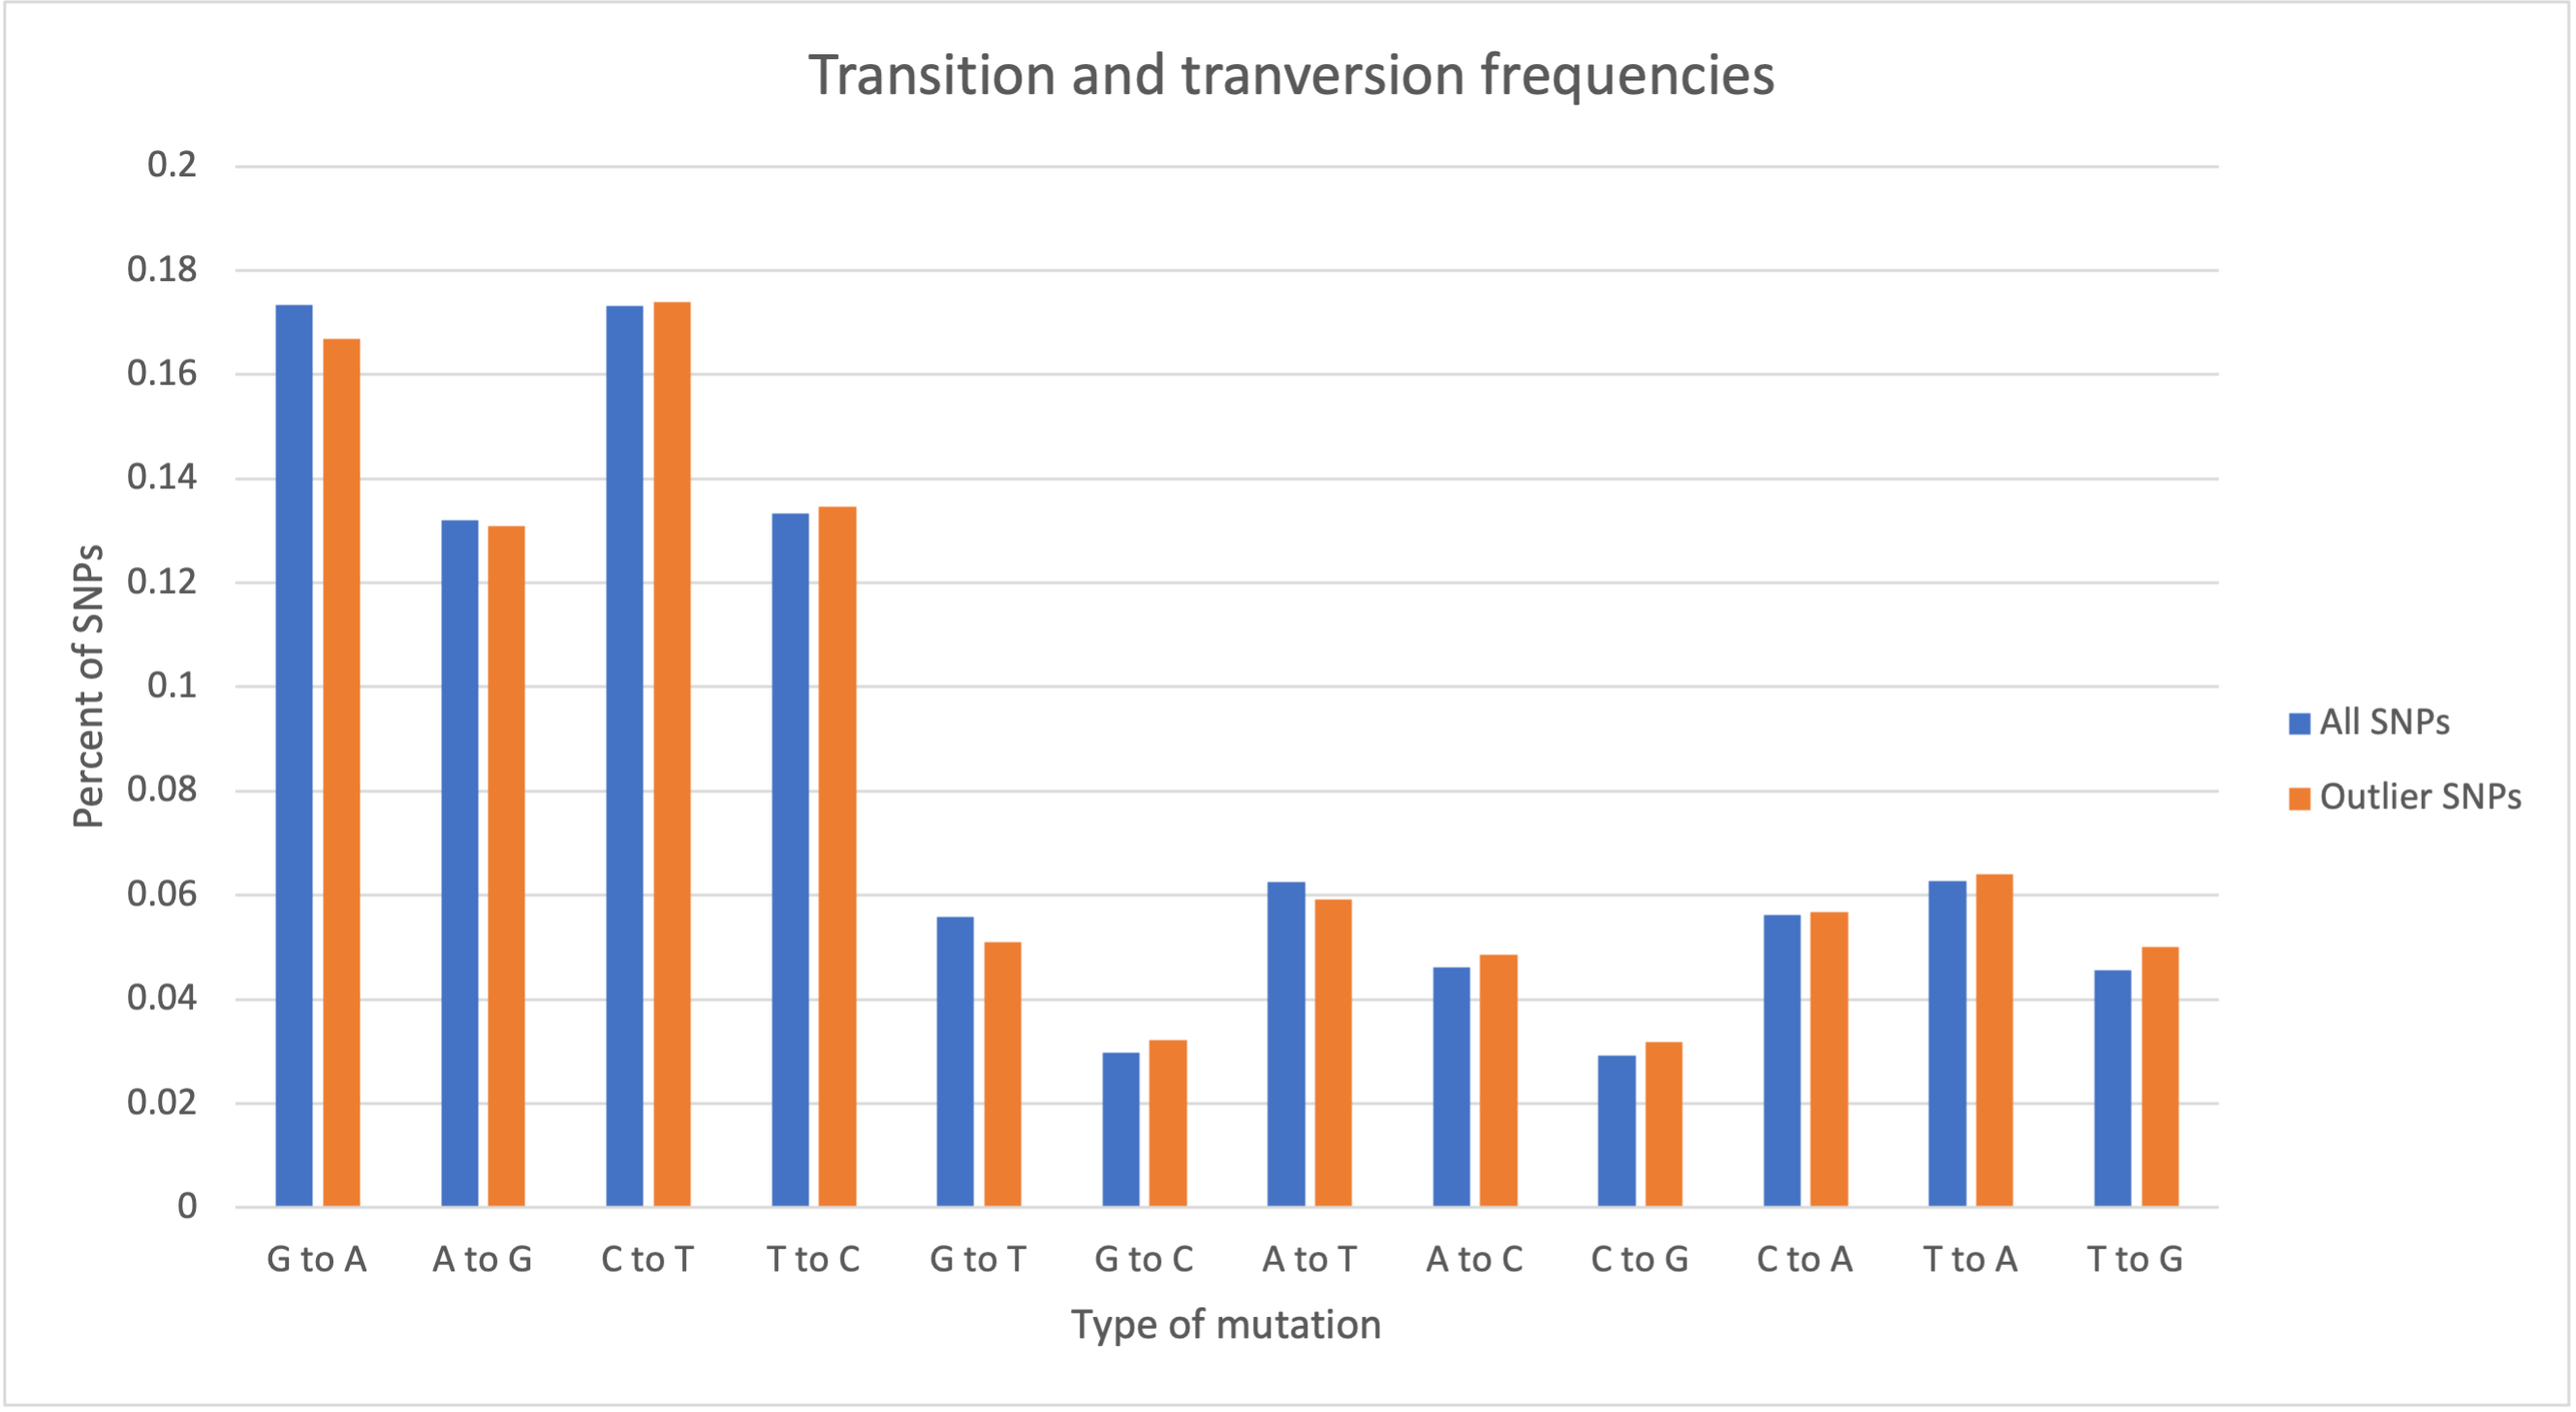 Transition and tranversion frequencies
0.2
0.18
0.16
0.14
0.12
0.1
0.08
0.06
0.04
0.02
0
Percent of SNPs
G to A
A to G
C to T
T to C
G to T
G to C
A to T
A to C
C to G
C to A
T to A
T to G
Type of mutation
All SNPs
Outlier SNPs